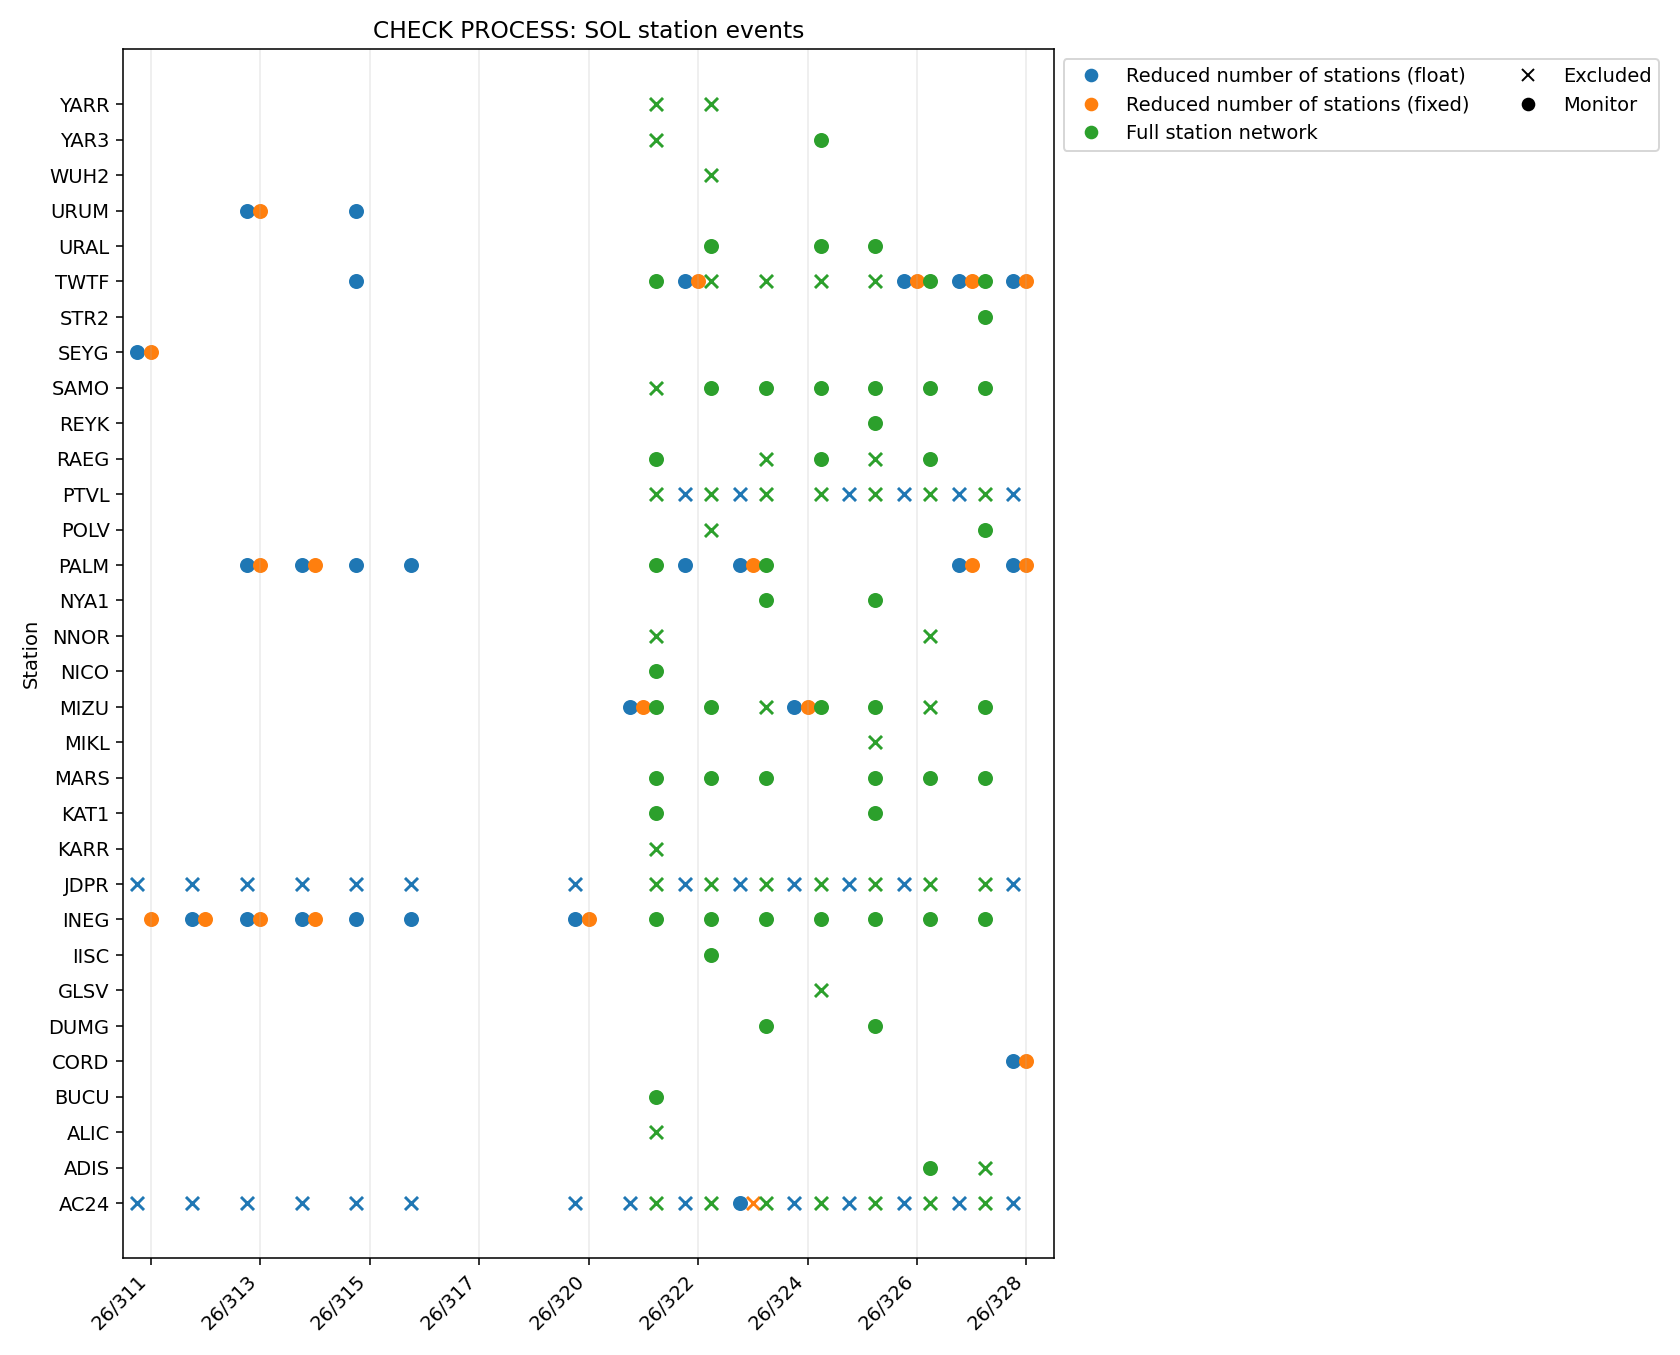 CHECK PROCESS: SOL station events
Reduced number of stations (float)
Reduced number of stations (fixed)
Full station network
Excluded
Monitor
Station
YARR
YAR3
WUH2
URUM
URAL
TWTF
STR2
SEYG
SAMO
REYK
RAEG
PTVL
POLV
PALM
NYA1
NNOR
NICO
MIZU
MIKL
MARS
KAT1
KARR
JDPR
INEG
IISC
GLSV
DUMG
CORD
BUCU
ALIC
ADIS
AC24
26/311
26/313
26/315
26/317
26/320
26/322
26/324
26/326
26/328